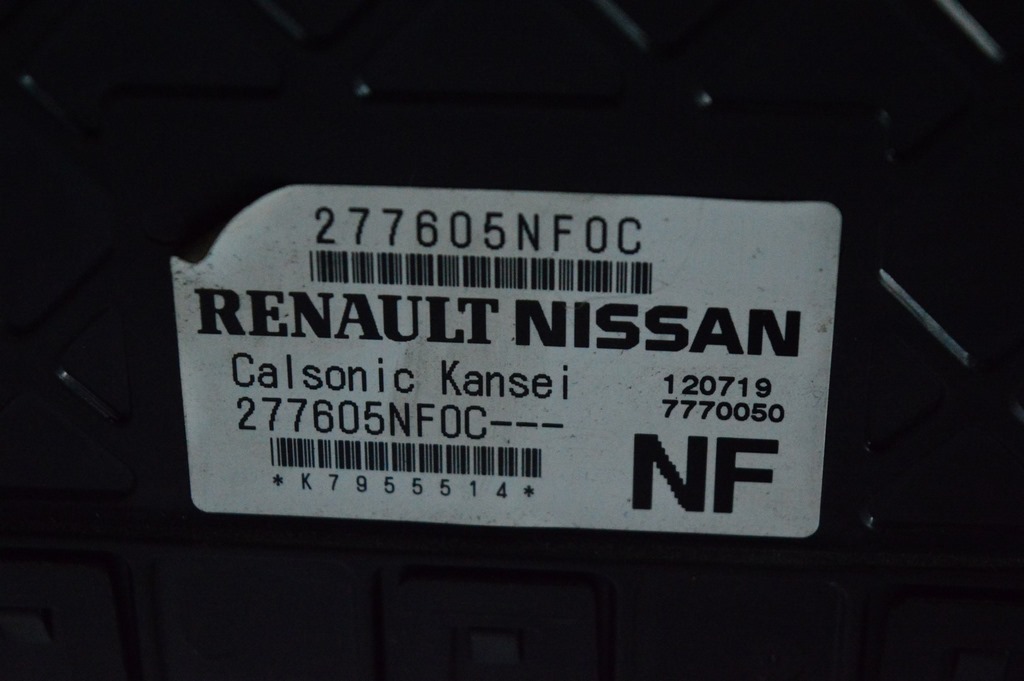 277605NF0C
RENAULT NISSAN
Calsonic Kansei
120719
277605NF0C---
7770050
NF
*K7955514*